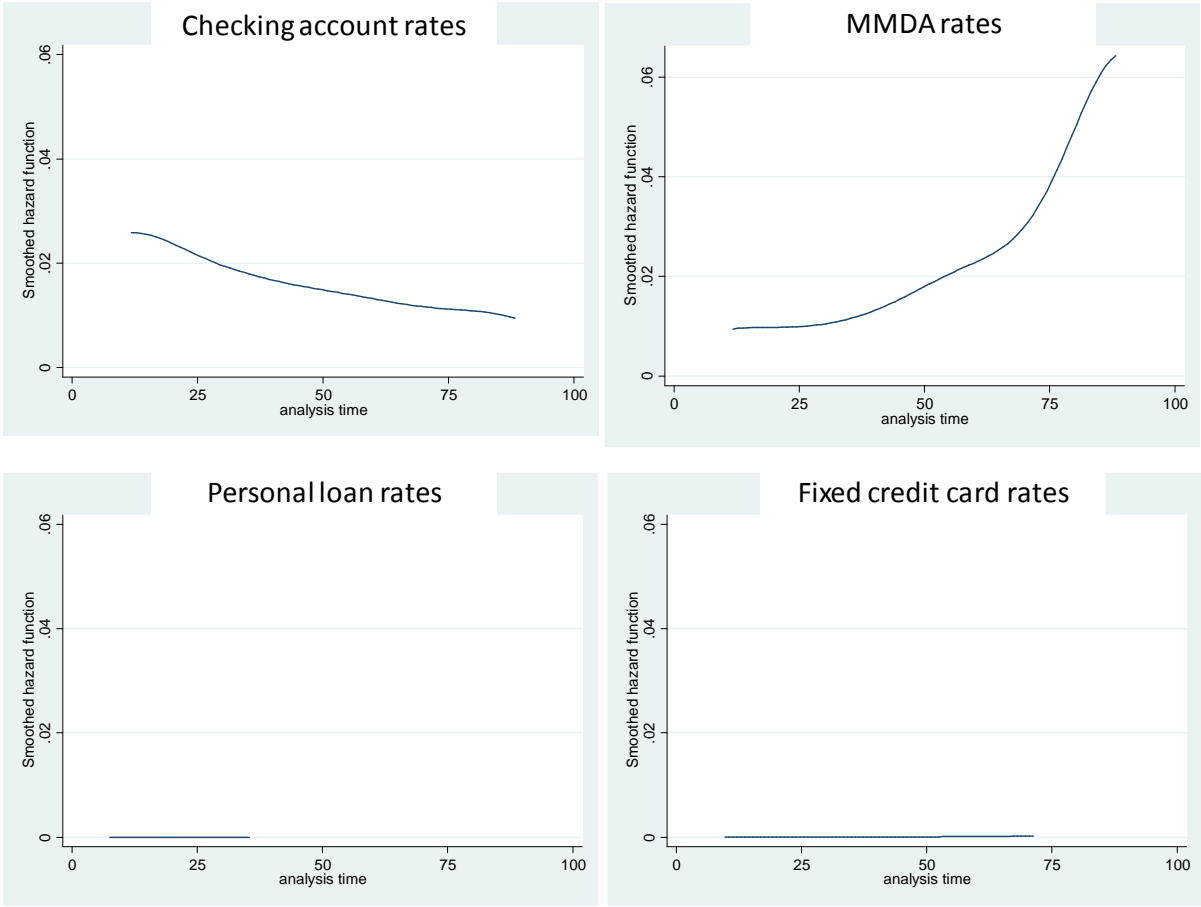 Checking account rates
Smoothed hazard function
.06
.04
.02
0
0 25 50 75 100
analysis time
MMDA rates
Smoothed hazard function
.06
.04
.02
0
0 25 50 75 100
analysis time
Personal loan rates
Smoothed hazard function
.06
.04
.02
0
0 25 50 75 100
analysis time
Fixed credit card rates
Smoothed hazard function
.06
.04
.02
0
0 25 50 75 100
analysis time